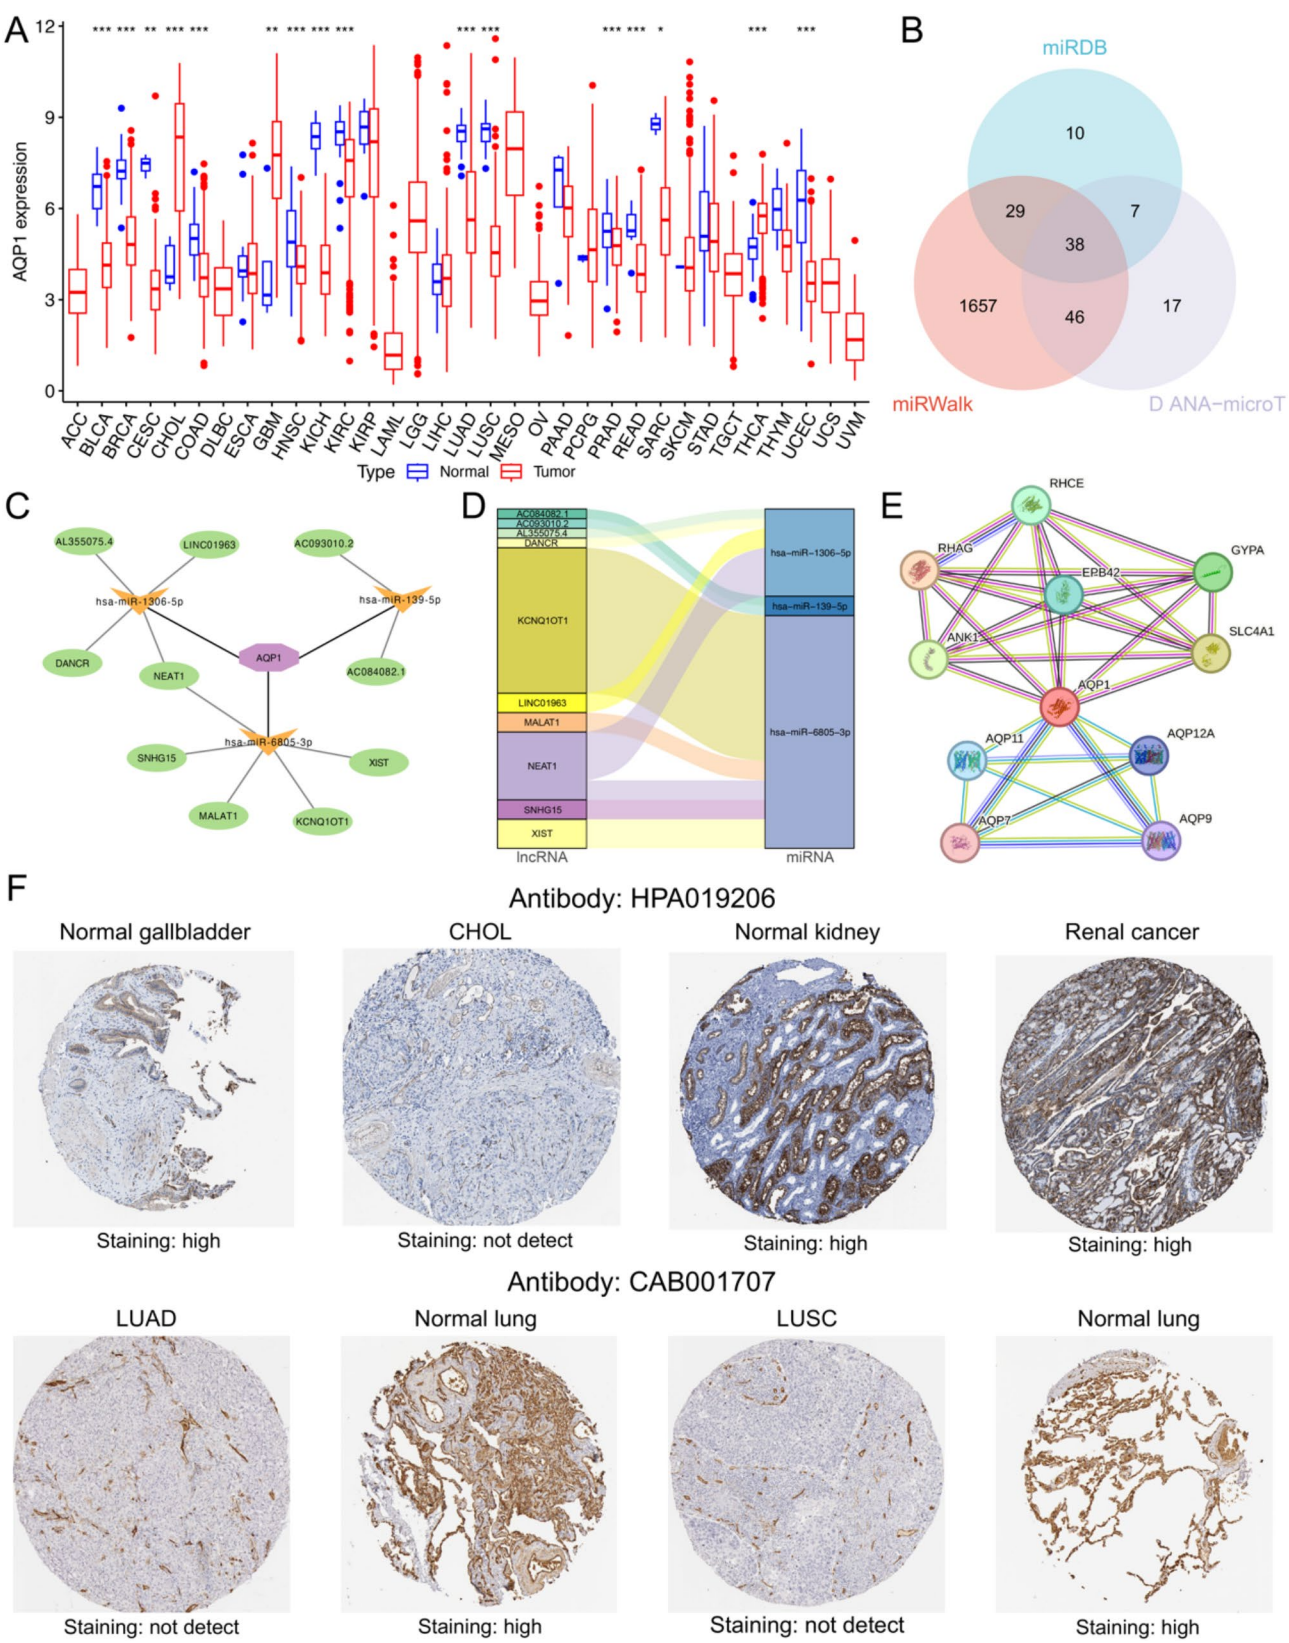 A
12
9
6
3
0
AQP1 expression
*** *** ** *** *** ** *** *** *** *** *** *** *** * *** ***
ACC
BLCA
BRCA
CESC
CHOL
COAD
DLBC
ESCA
GBM
HNSC
KICH
KIRC
KIRP
LAML
LGG
LIHC
LUAD
LUSC
MESO
OV
PAAD
PCPG
PRAD
READ
SARC
SKCM
STAD
TGCT
THCA
THYM
UCEC
UCS
UVM
Type Normal Tumor
B
miRDB
10
29
7
38
1657
46
17
miRWalk
D ANA-microT
C
AL355075.4
LINC01963
AC093010.2
hsa-miR-1306-5p
hsa-miR-139-5p
DANCR
NEAT1
AQP1
AC084082.1
hsa-miR-6805-3p
SNHG15
XIST
MALAT1
KCNQ1OT1
D
AC084082.1
AC093010.2
AL355075.4
DANCR
KCNQ1OT1
LINC01963
MALAT1
NEAT1
SNHG15
XIST
hsa-miR-1306-5p
hsa-miR-139-5p
hsa-miR-6805-3p
lncRNA
miRNA
E
RHCE
RHAG
GYPA
EPB42
ANK1
SLC4A1
AQP1
AQP11
AQP12A
AQP7
AQP9
F
Antibody: HPA019206
Normal gallbladder
CHOL
Normal kidney
Renal cancer
Staining: high
Staining: not detect
Staining: high
Staining: high
Antibody: CAB001707
LUAD
Normal lung
LUSC
Normal lung
Staining: not detect
Staining: high
Staining: not detect
Staining: high